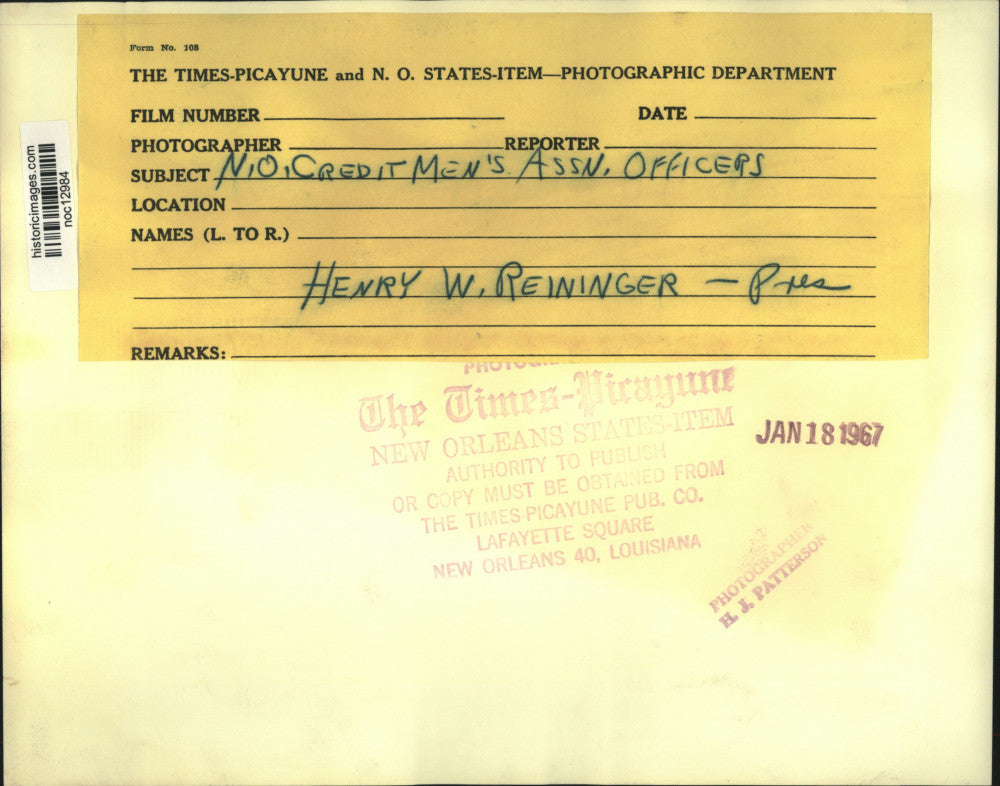 Form No. 108
THE TIMES-PICAYUNE and N. O. STATES-ITEM—PHOTOGRAPHIC DEPARTMENT
FILM NUMBER
DATE
PHOTOGRAPHER
REPORTER
SUBJECT N.O. CREDIT MEN'S ASSN. OFFICERS
LOCATION
NAMES (L. TO R.)
HENRY W. REININGER — Pres
REMARKS:
historicimages.com
noc12984
The Times-Picayune
NEW ORLEANS STATES-ITEM
AUTHORITY TO PUBLISH
OR COPY MUST BE OBTAINED FROM
THE TIMES-PICAYUNE PUB. CO.
LAFAYETTE SQUARE
NEW ORLEANS 40, LOUISIANA
JAN 18 1967
PHOTOGRAPHER
H. J. PATTERSON